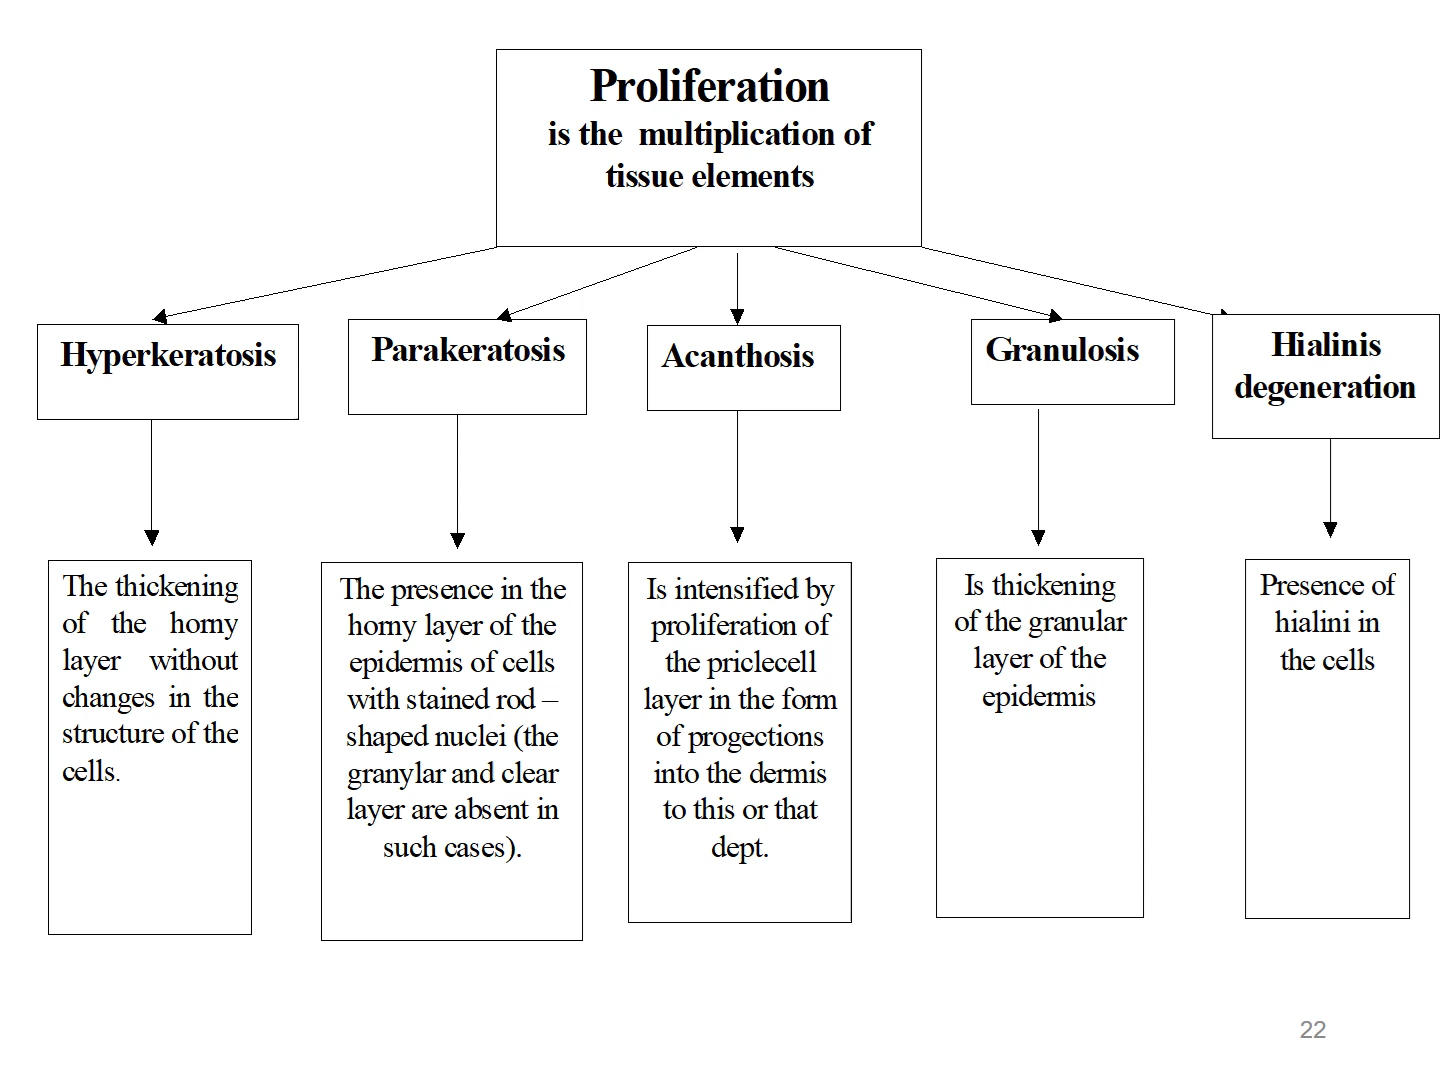 Proliferation
is the multiplication of
tissue elements
Hyperkeratosis
Parakeratosis
Acanthosis
Granulosis
Hialinis
degeneration
The thickening
of the horny
layer without
changes in the
structure of the
cells.
The presence in the
horny layer of the
epidermis of cells
with stained rod –
shaped nuclei (the
granylar and clear
layer are absent in
such cases).
Is intensified by
proliferation of
the priclecell
layer in the form
of progections
into the dermis
to this or that
dept.
Is thickening
of the granular
layer of the
epidermis
Presence of
hialini in
the cells
22